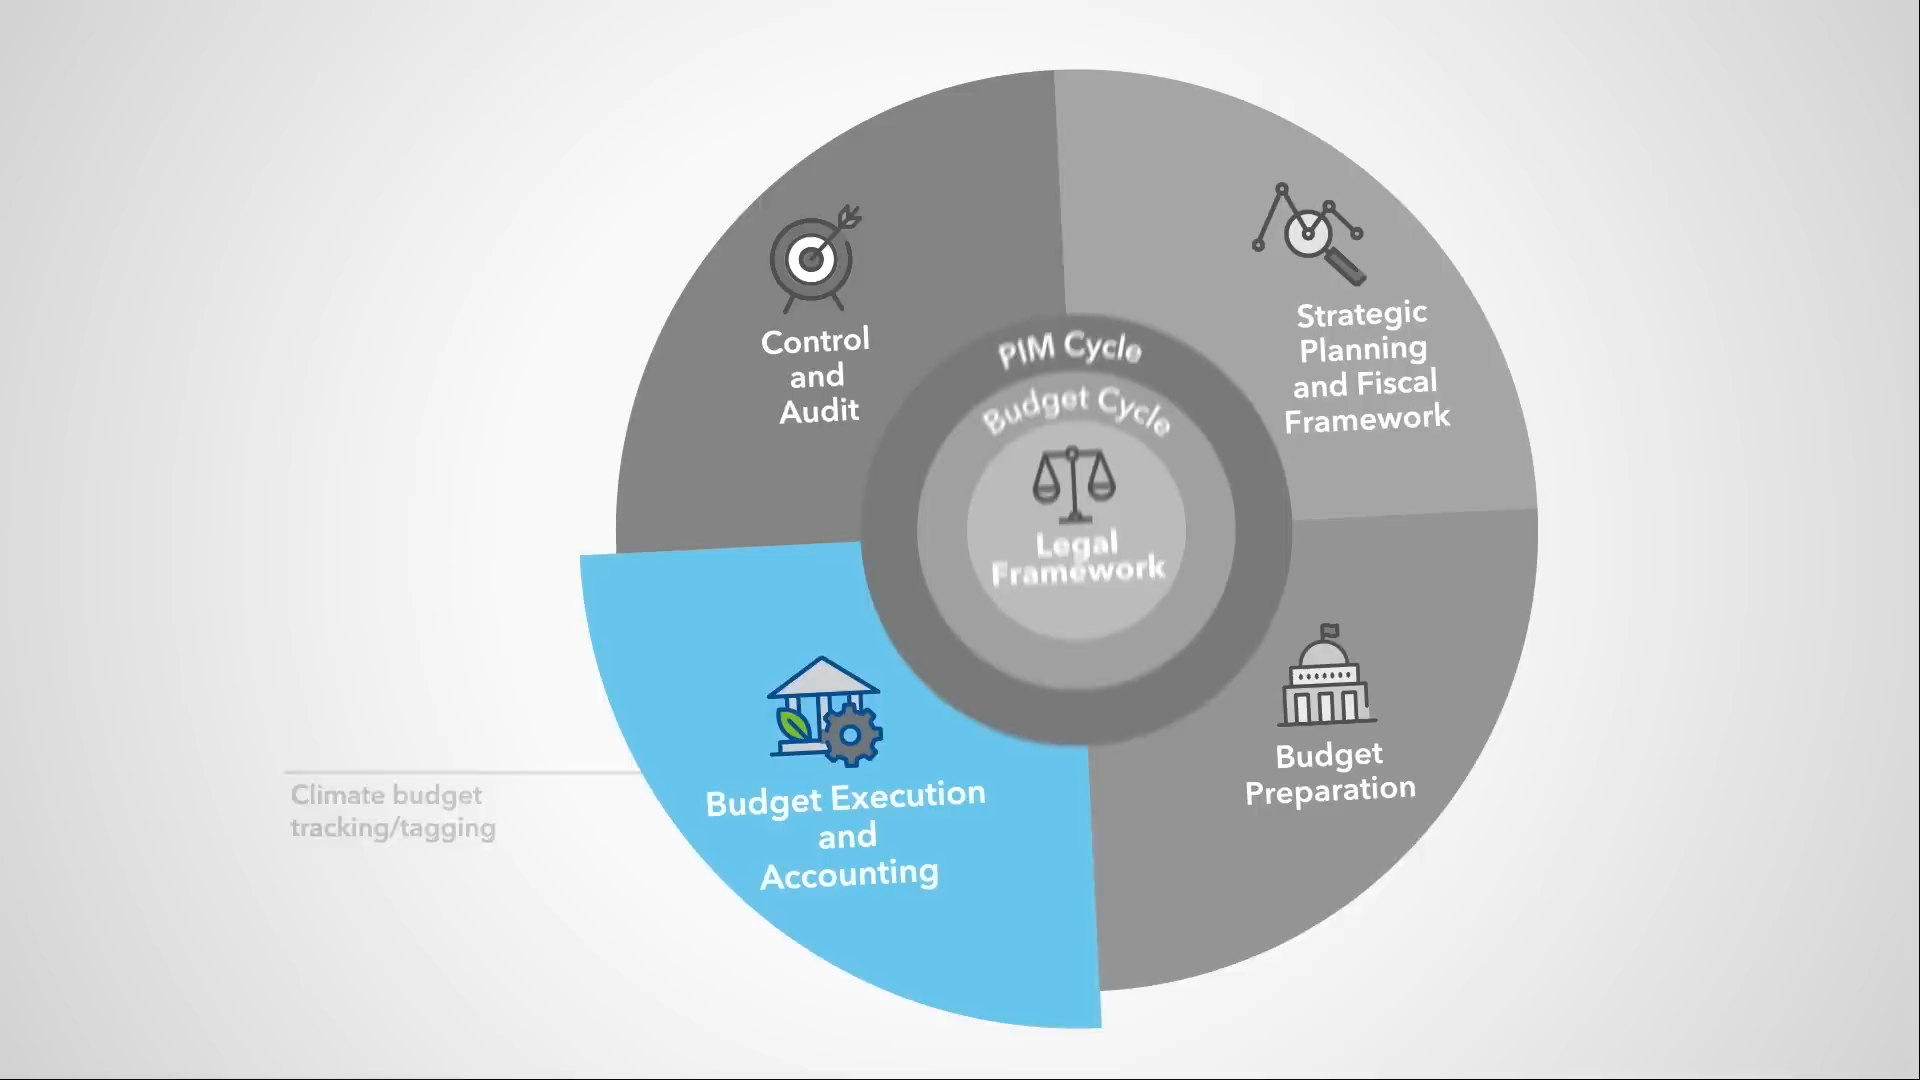 Control
and
Audit
Strategic
Planning
and Fiscal
Framework
PIM Cycle
Budget Cycle
Legal
Framework
Budget Execution
and
Accounting
Budget
Preparation
Climate budget
tracking/tagging